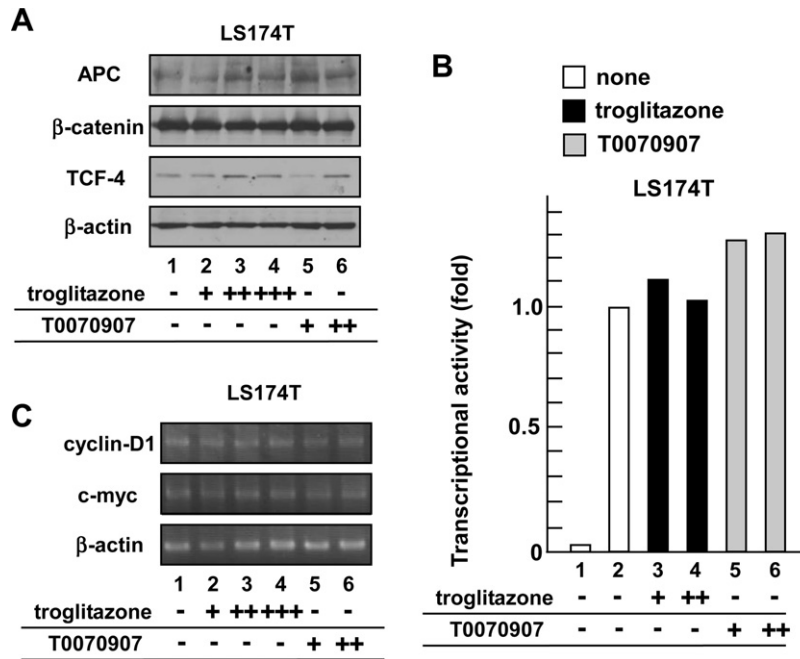 A
LS174T
APC
β-catenin
TCF-4
β-actin
1 2 3 4 5 6
troglitazone - + ++ +++ - -
T0070907 - - - - + ++
B
none
troglitazone
T0070907
LS174T
Transcriptional activity (fold)
1.0
0.5
0
1 2 3 4 5 6
troglitazone - - + ++ - -
T0070907 - - - - + ++
C
LS174T
cyclin-D1
c-myc
β-actin
1 2 3 4 5 6
troglitazone - + ++ +++ - -
T0070907 - - - - + ++